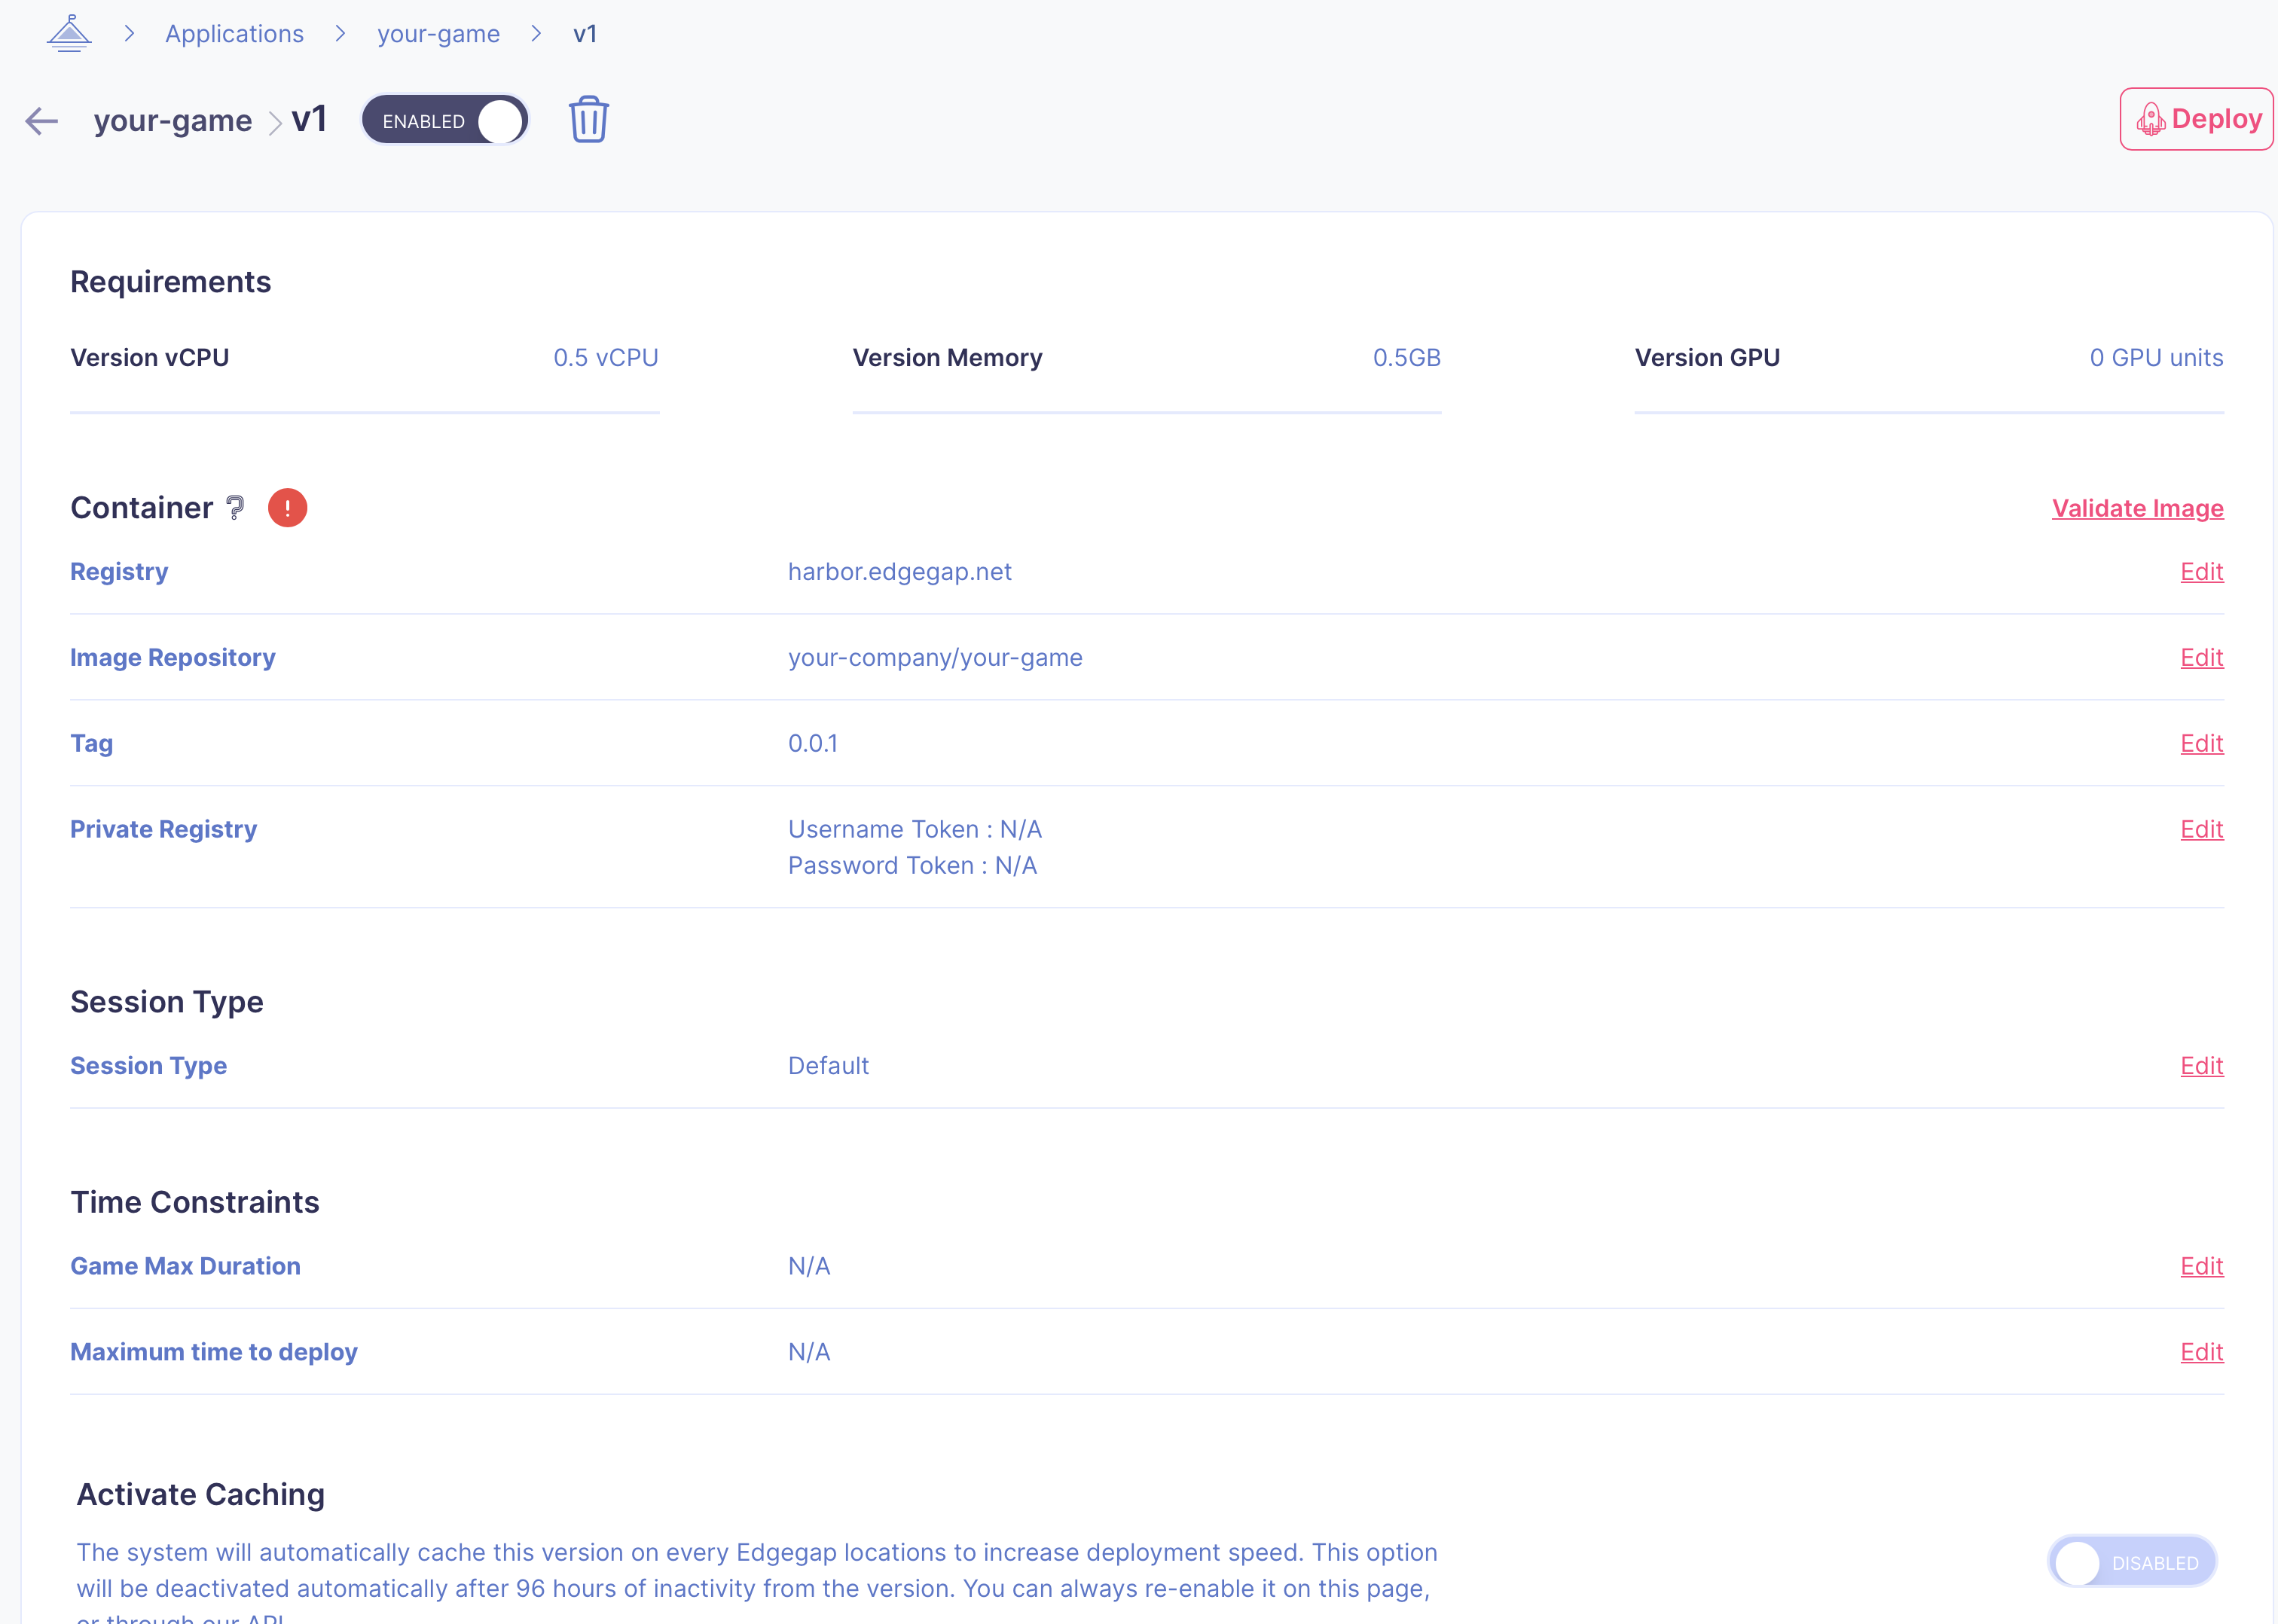 Applications > your-game > v1
your-game > v1 ENABLED
Deploy
Requirements
Version vCPU 0.5 vCPU Version Memory 0.5GB Version GPU 0 GPU units
Container ? ! Validate Image
Registry harbor.edgegap.net Edit
Image Repository your-company/your-game Edit
Tag 0.0.1 Edit
Private Registry Username Token : N/A Edit
Password Token : N/A
Session Type
Session Type Default Edit
Time Constraints
Game Max Duration N/A Edit
Maximum time to deploy N/A Edit
Activate Caching
The system will automatically cache this version on every Edgegap locations to increase deployment speed. This option
will be deactivated automatically after 96 hours of inactivity from the version. You can always re-enable it on this page,
or through our API
DISABLED